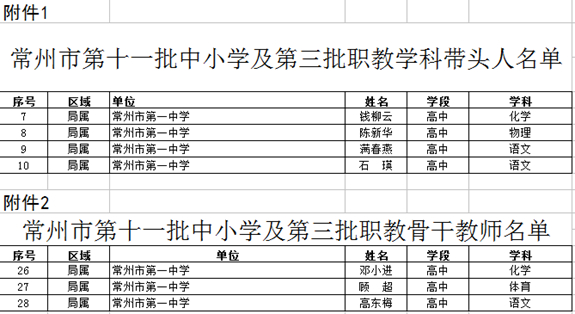 附件1
常州市第十一批中小学及第三批职教学科带头人名单
序号 区域 单位 姓名 学段 学科
7 局属 常州市第一中学 钱柳云 高中 化学
8 局属 常州市第一中学 陈新华 高中 物理
9 局属 常州市第一中学 满春燕 高中 语文
10 局属 常州市第一中学 石 璜 高中 语文
附件2
常州市第十一批中小学及第三批职教骨干教师名单
序号 区域 单位 姓名 学段 学科
26 局属 常州市第一中学 邓小进 高中 化学
27 局属 常州市第一中学 顾 超 高中 体育
28 局属 常州市第一中学 高东梅 高中 语文